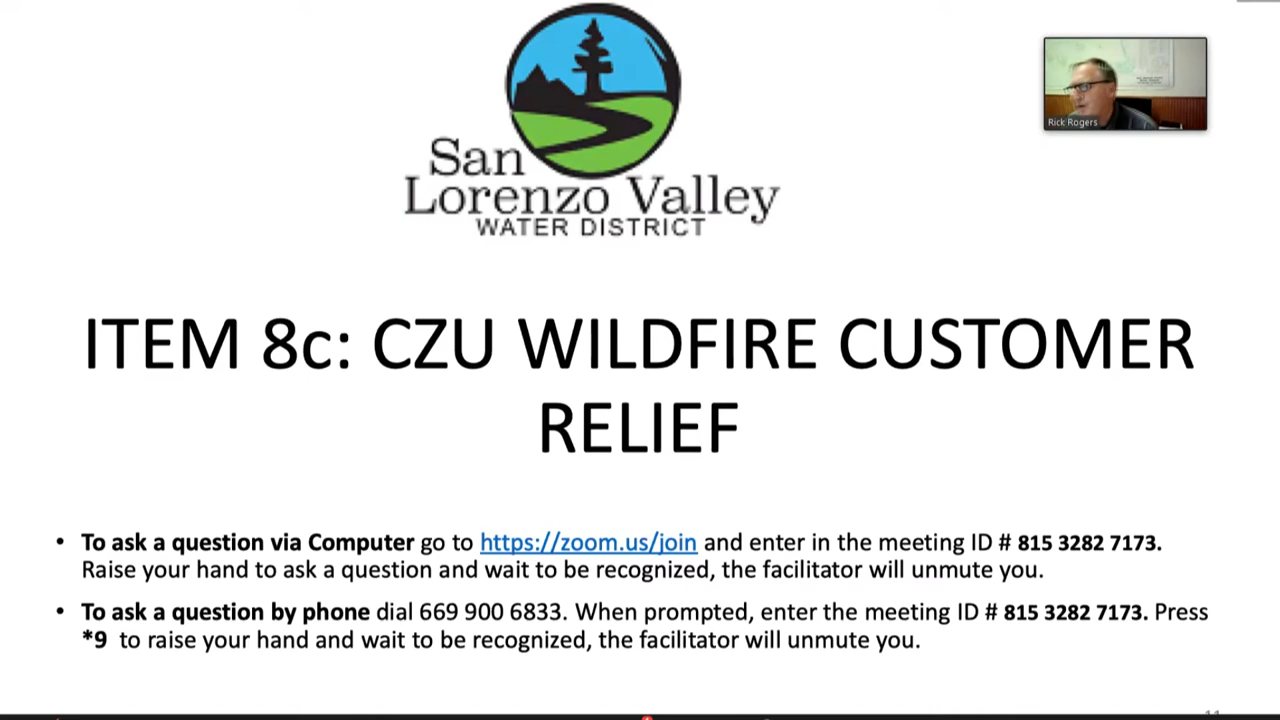 San
Lorenzo Valley
WATER DISTRICT
Rick Rogers
ITEM 8c: CZU WILDFIRE CUSTOMER
RELIEF
• To ask a question via Computer go to https://zoom.us/join and enter in the meeting ID # 815 3282 7173.
Raise your hand to ask a question and wait to be recognized, the facilitator will unmute you.
• To ask a question by phone dial 669 900 6833. When prompted, enter the meeting ID # 815 3282 7173. Press
*9 to raise your hand and wait to be recognized, the facilitator will unmute you.